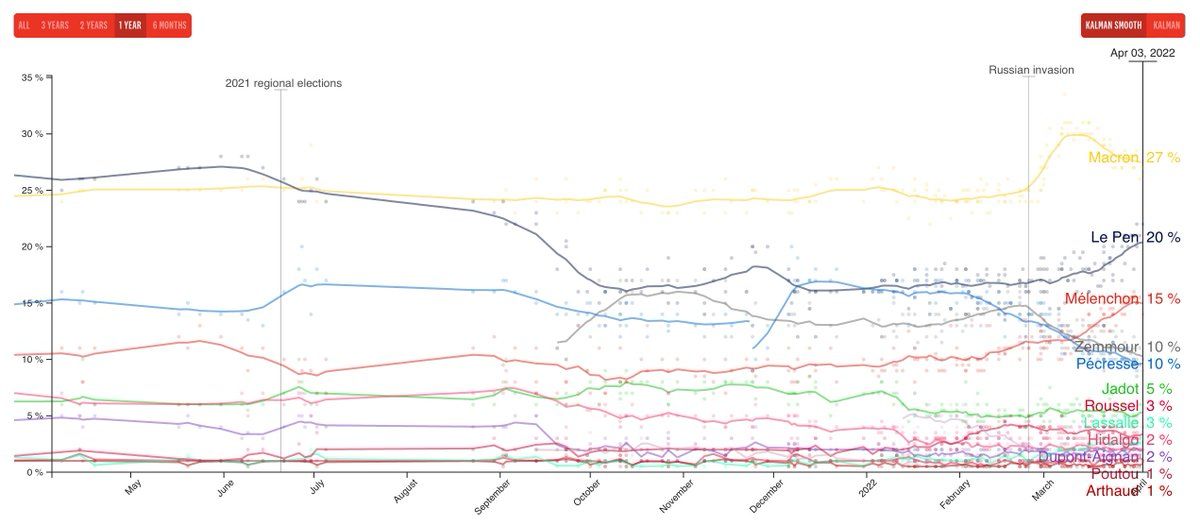 ALL 3 YEARS 2 YEARS 1 YEAR 6 MONTHS
KALMAN SMOOTH KALMAN
Apr 03, 2022
Russian invasion
2021 regional elections
35 %
30 %
25 %
20 %
15 %
10 %
5 %
0 %
Macron 27 %
Le Pen 20 %
Mélenchon 15 %
Zemmour 10 %
Pécresse 10 %
Jadot 5 %
Roussel 3 %
Lassalle 3 %
Hidalgo 2 %
Dupont-Aignan 2 %
Poutou 1 %
Arthaud 1 %
May June July August September October November December 2022 February March April